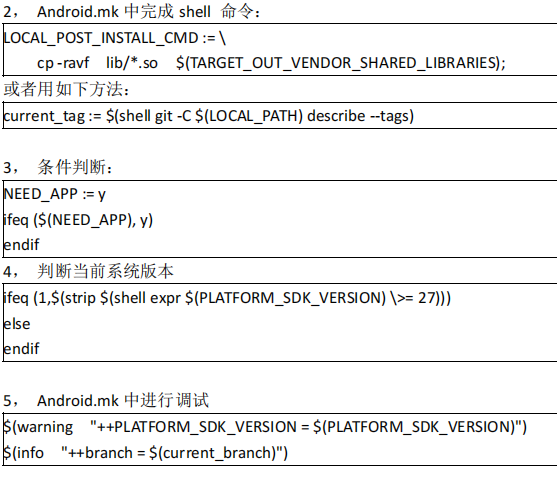 2， Android.mk 中完成 shell 命令：
LOCAL_POST_INSTALL_CMD := \
cp -ravf lib/*.so $(TARGET_OUT_VENDOR_SHARED_LIBRARIES);
或者用如下方法：
current_tag := $(shell git -C $(LOCAL_PATH) describe --tags)
3， 条件判断：
NEED_APP := y
ifeq ($(NEED_APP), y)
endif
4， 判断当前系统版本
ifeq (1,$(strip $(shell expr $(PLATFORM_SDK_VERSION) \>= 27)))
else
endif
5， Android.mk 中进行调试
$(warning "++PLATFORM_SDK_VERSION = $(PLATFORM_SDK_VERSION)")
$(info "++branch = $(current_branch)")